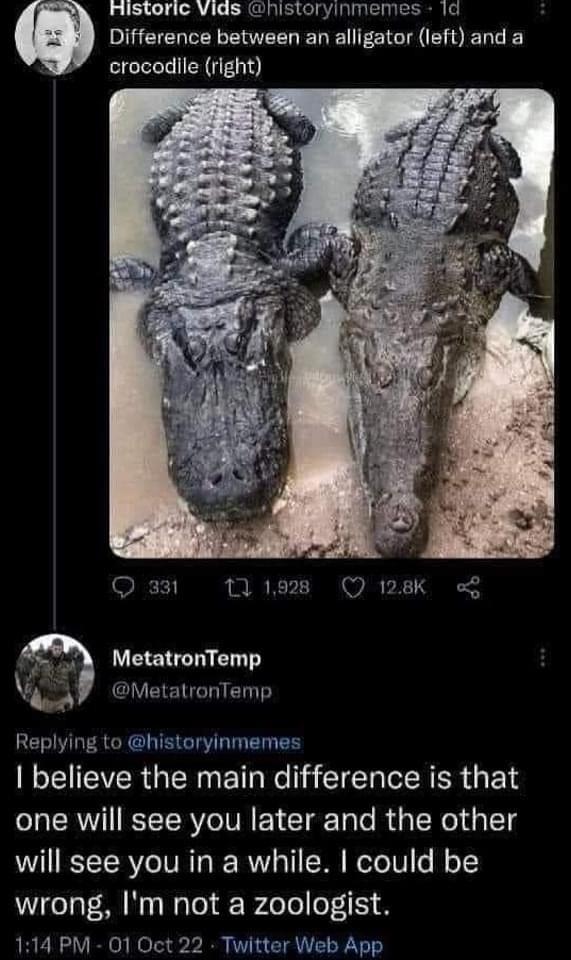 Historic Vids @historyinmemes · 1d
Difference between an alligator (left) and a
crocodile (right)
331 1,928 12.8K
MetatronTemp
@MetatronTemp
Replying to @historyinmemes
I believe the main difference is that
one will see you later and the other
will see you in a while. I could be
wrong, I'm not a zoologist.
1:14 PM · 01 Oct 22 · Twitter Web App